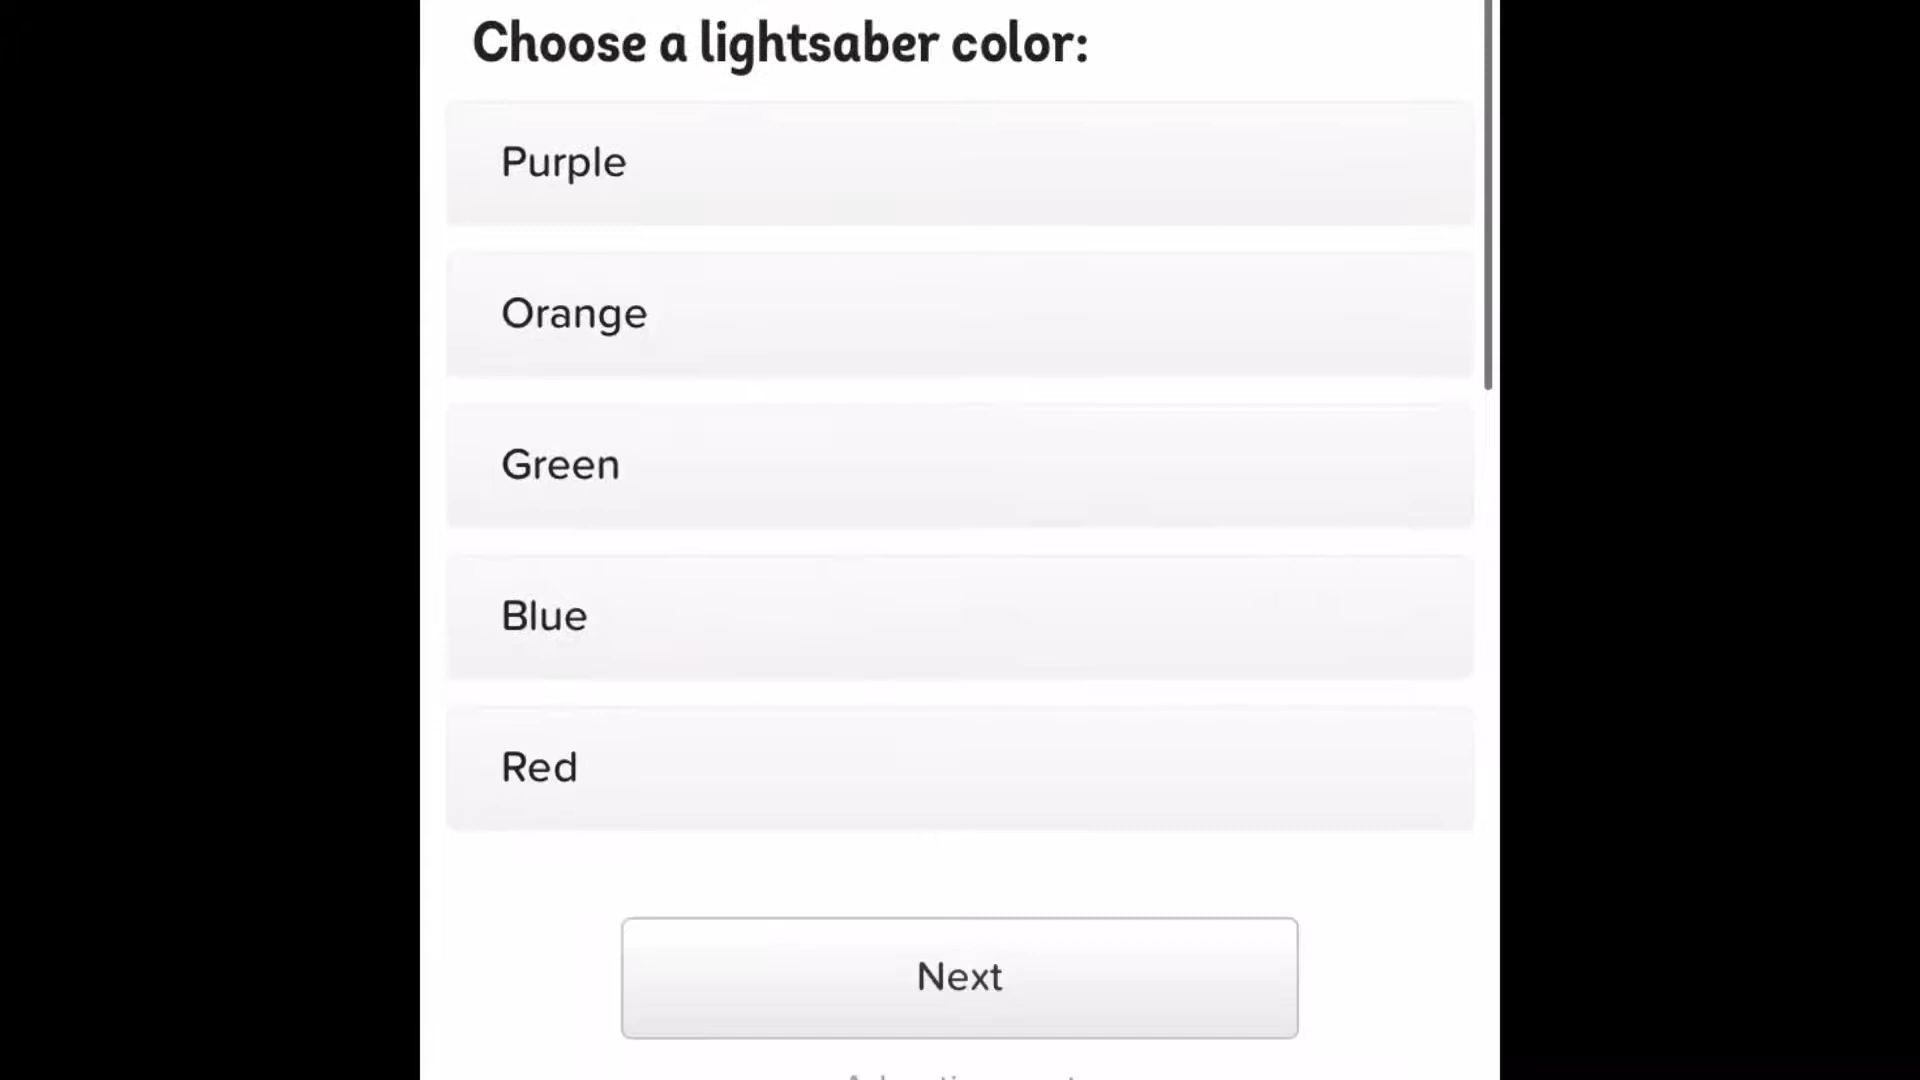 Choose a lightsaber color:
Purple
Orange
Green
Blue
Red
Next